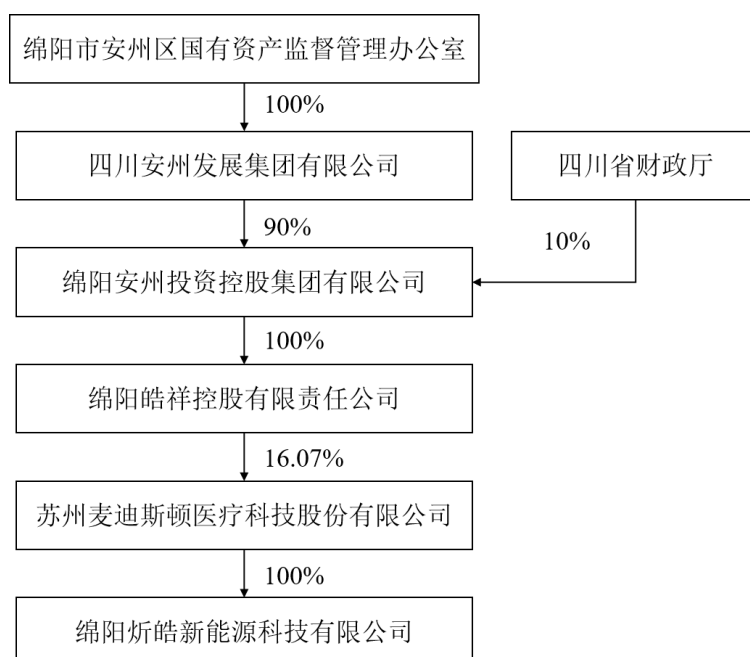 绵阳市安州区国有资产监督管理办公室
100%
四川安州发展集团有限公司
四川省财政厅
90%
10%
绵阳安州投资控股集团有限公司
100%
绵阳皓祥控股有限责任公司
16.07%
苏州麦迪斯顿医疗科技股份有限公司
100%
绵阳炘皓新能源科技有限公司